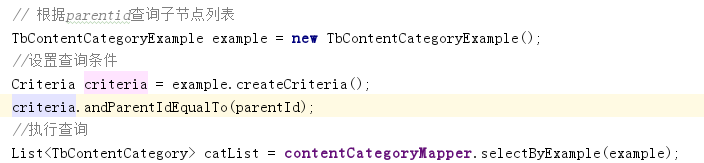 // 根据parentid查询子节点列表
TbContentCategoryExample example = new TbContentCategoryExample();
//设置查询条件
Criteria criteria = example.createCriteria();
criteria.andParentIdEqualTo(parentId);
//执行查询
List<TbContentCategory> catList = contentCategoryMapper.selectByExample(example);